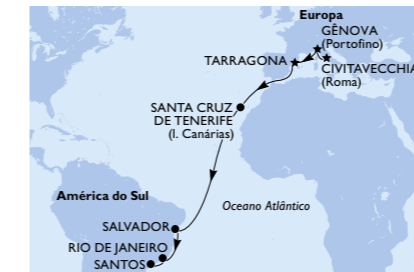 Europa
GÊNOVA
(Portofino)
TARRAGONA
CIVITAVECCHIA
(Roma)
SANTA CRUZ
DE TENERIFE
(I. Canárias)
América do Sul
Oceano Atlântico
SALVADOR
RIO DE JANEIRO
SANTOS